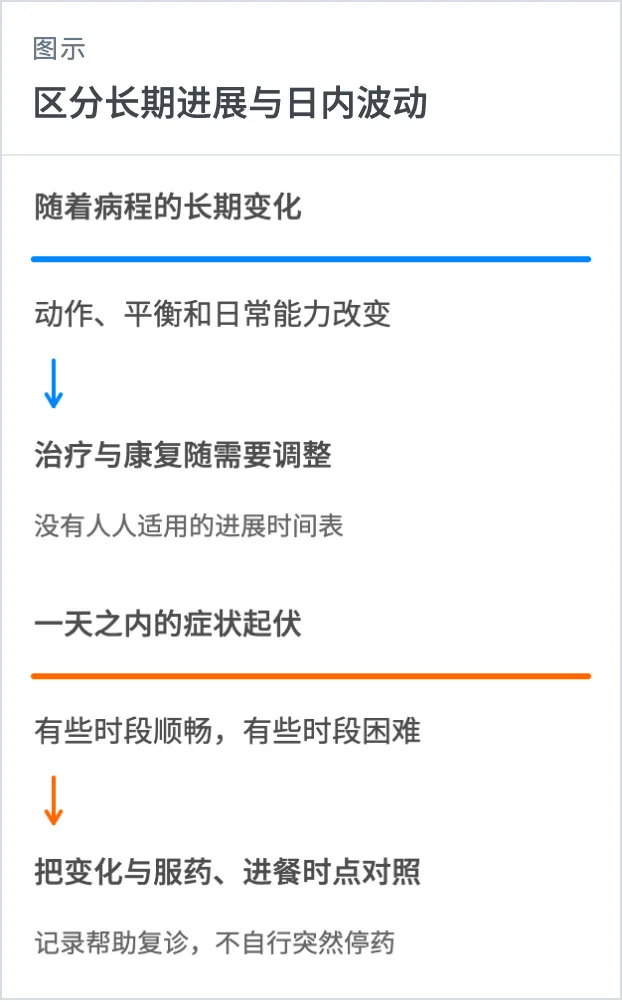 图示
区分长期进展与日内波动
随着病程的长期变化
动作、平衡和日常能力改变
治疗与康复随需要调整
没有人人适用的进展时间表
一天之内的症状起伏
有些时段顺畅，有些时段困难
把变化与服药、进餐时点对照
记录帮助复诊，不自行突然停药